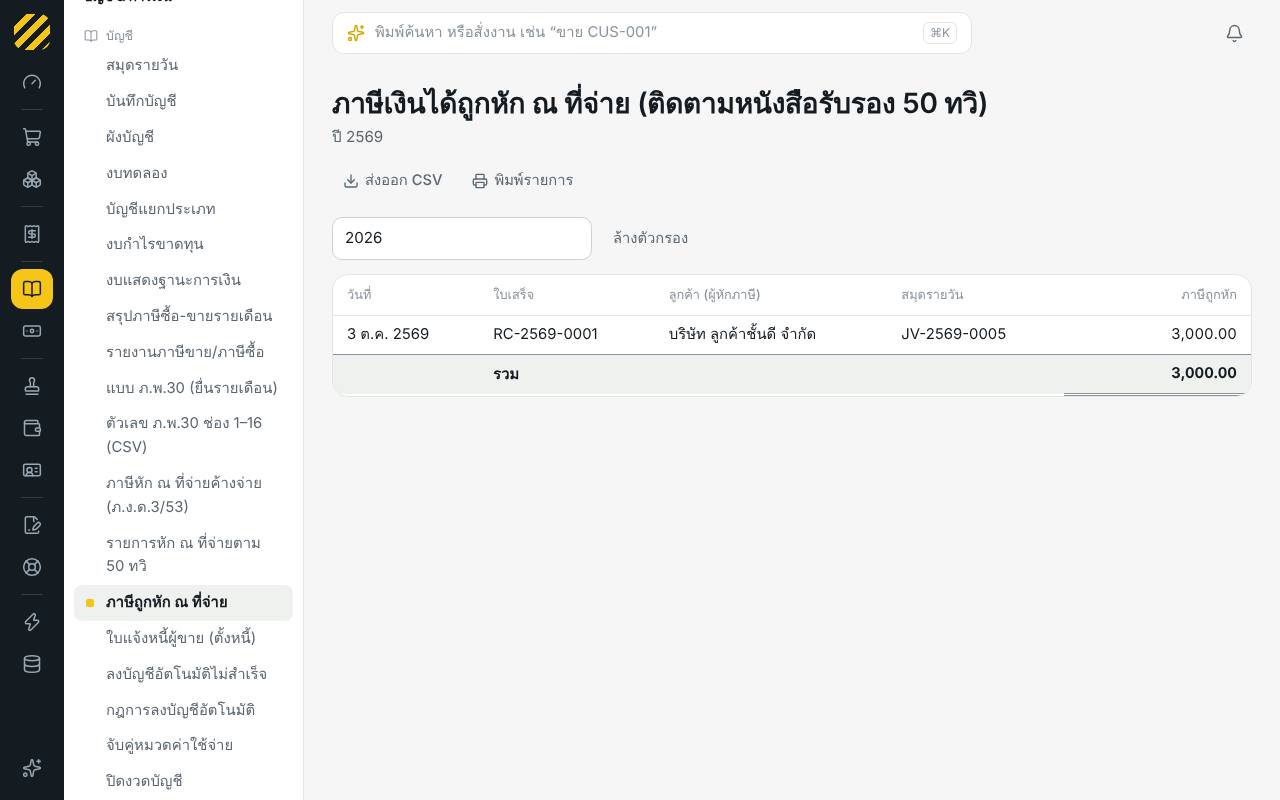 บัญชี
สมุดรายวัน
บันทึกบัญชี
ผังบัญชี
งบทดลอง
บัญชีแยกประเภท
งบกำไรขาดทุน
งบแสดงฐานะการเงิน
สรุปภาษีซื้อ-ขายรายเดือน
รายงานภาษีขาย/ภาษีซื้อ
แบบ ภ.พ.30 (ยื่นรายเดือน)
ตัวเลข ภ.พ.30 ช่อง 1–16
(CSV)
ภาษีหัก ณ ที่จ่ายค้างจ่าย
(ภ.ง.ด.3/53)
รายการหัก ณ ที่จ่ายตาม
50 ทวิ
ภาษีถูกหัก ณ ที่จ่าย
ใบแจ้งหนี้ผู้ขาย (ตั้งหนี้)
ลงบัญชีอัตโนมัติไม่สำเร็จ
กฎการลงบัญชีอัตโนมัติ
จับคู่หมวดค่าใช้จ่าย
ปิดงวดบัญชี
พิมพ์ค้นหา หรือสั่งงาน เช่น “ขาย CUS-001” ⌘K
ภาษีเงินได้ถูกหัก ณ ที่จ่าย (ติดตามหนังสือรับรอง 50 ทวิ)
ปี 2569
ส่งออก CSV พิมพ์รายการ
2026 ล้างตัวกรอง
วันที่ ใบเสร็จ ลูกค้า (ผู้หักภาษี) สมุดรายวัน ภาษีถูกหัก
3 ต.ค. 2569 RC-2569-0001 บริษัท ลูกค้าชั้นดี จำกัด JV-2569-0005 3,000.00
รวม 3,000.00